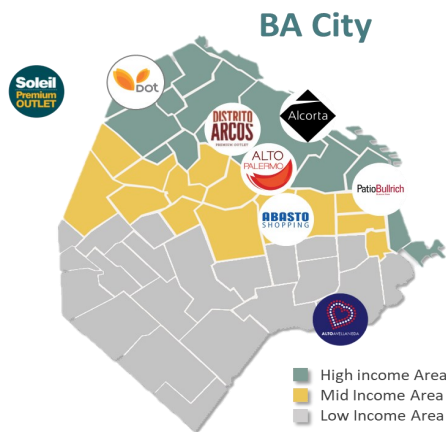 BA City
Soleil
Premium
OUTLET
DOT
DISTRITO
ARCOS
PREMIUM OUTLET
Alcorta
ALTO
PALERMO
PatioBullrich
ABASTO
SHOPPING
ALTOAVELLANEDA
High income Area
Mid Income Area
Low Income Area